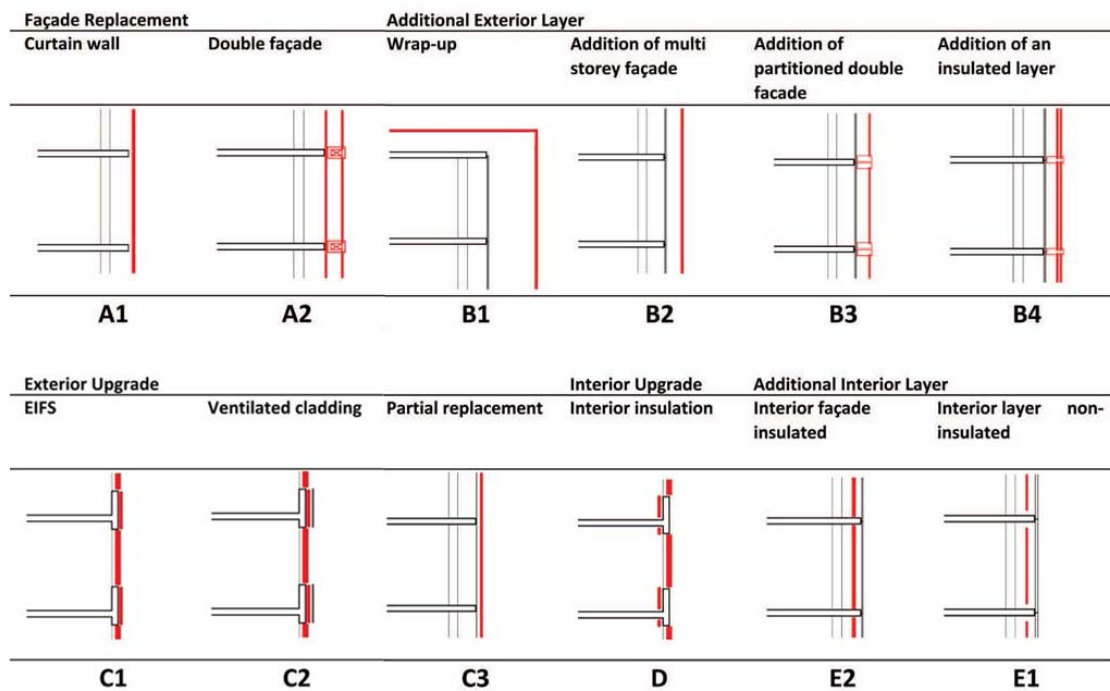 Façade Replacement Additional Exterior Layer
Curtain wall Double façade Wrap-up Addition of multi Addition of Addition of an
storey façade partitioned double insulated layer
facade
A1 A2 B1 B2 B3 B4
Exterior Upgrade Interior Upgrade Additional Interior Layer
EIFS Ventilated cladding Partial replacement Interior insulation Interior façade Interior layer non-
insulated insulated
C1 C2 C3 D E2 E1